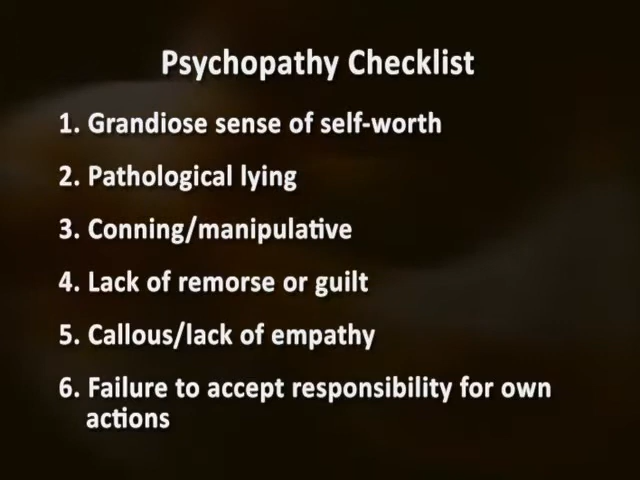 Psychopathy Checklist
1. Grandiose sense of self-worth
2. Pathological lying
3. Conning/manipulative
4. Lack of remorse or guilt
5. Callous/lack of empathy
6. Failure to accept responsibility for own
actions